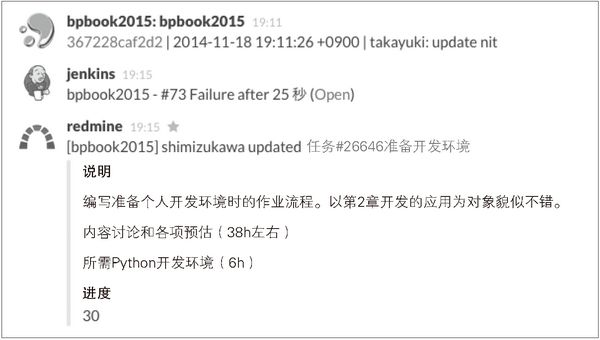 bpbook2015: bpbook2015 19:11
367228caf2d2 | 2014-11-18 19:11:26 +0900 | takayuki: update nit
jenkins 19:15
bpbook2015 - #73 Failure after 25 秒 (Open)
redmine 19:15
[bpbook2015] shimizukawa updated 任务#26646准备开发环境
说明
编写准备个人开发环境时的作业流程。以第2章开发的应用为对象貌似不错。
内容讨论和各项预估（38h左右）
所需Python开发环境（6h）
进度
30